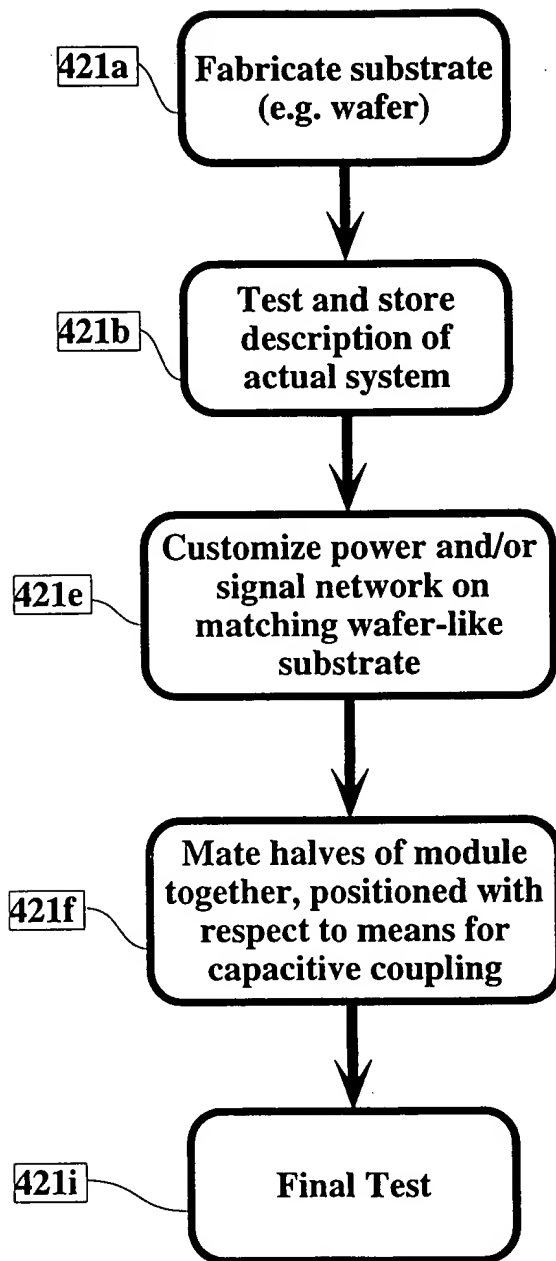 421a
Fabricate substrate
(e.g. wafer)
421b
Test and store
description of
actual system
421e
Customize power and/or
signal network on
matching wafer-like
substrate
421f
Mate halves of module
together, positioned with
respect to means for
capacitive coupling
421i
Final Test